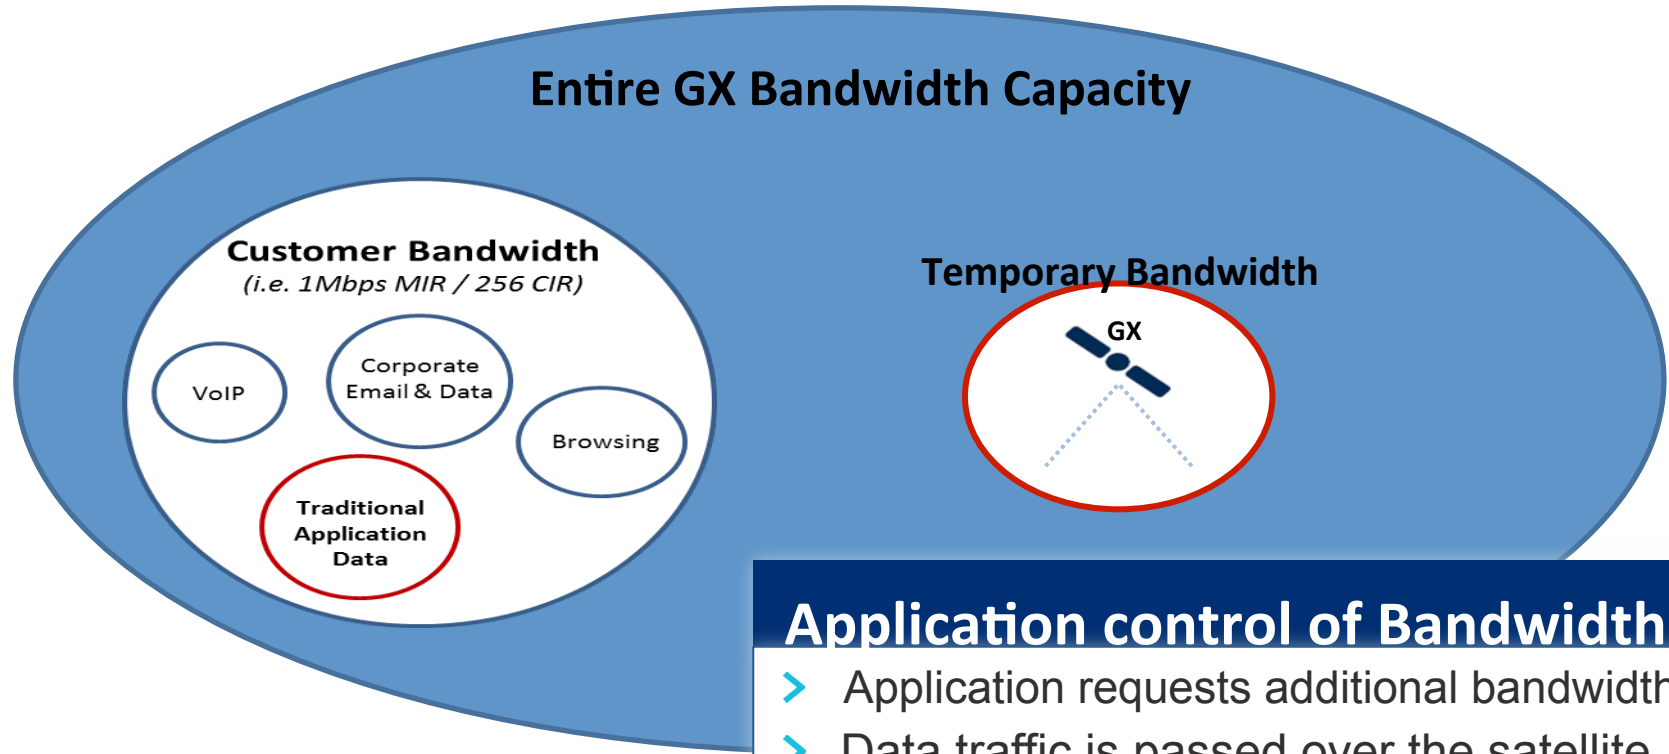 Entire GX Bandwidth Capacity
Customer Bandwidth
(i.e. 1Mbps MIR / 256 CIR)
VoIP
Corporate
Email & Data
Browsing
Traditional
Application
Data
Temporary Bandwidth
GX
Application control of Bandwidth
> Application requests additional bandwidth
> Data traffic is passed over the satellite